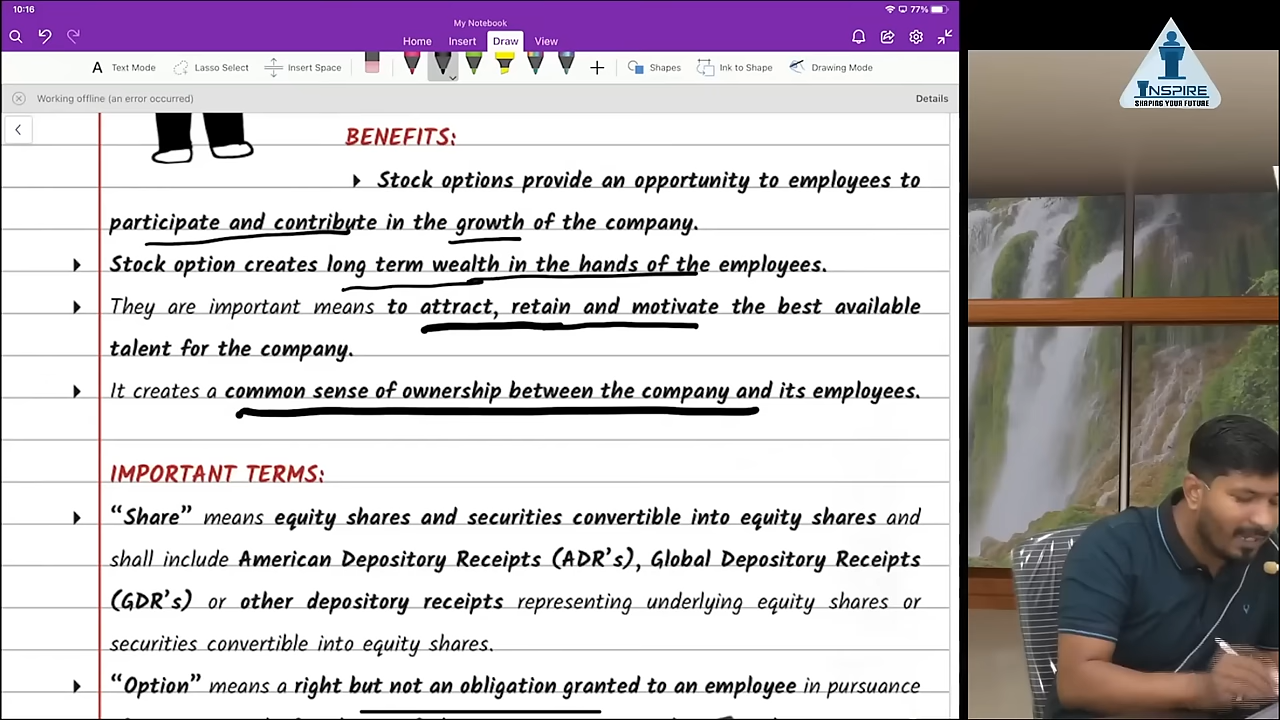 10:16
77%
My Notebook
Home Insert Draw View
A Text Mode Lasso Select Insert Space Shapes Ink to Shape Drawing Mode
Working offline (an error occurred) Details
BENEFITS:
Stock options provide an opportunity to employees to
participate and contribute in the growth of the company.
Stock option creates long term wealth in the hands of the employees.
They are important means to attract, retain and motivate the best available
talent for the company.
It creates a common sense of ownership between the company and its employees.
IMPORTANT TERMS:
“Share” means equity shares and securities convertible into equity shares and
shall include American Depository Receipts (ADR’s), Global Depository Receipts
(GDR’s) or other depository receipts representing underlying equity shares or
securities convertible into equity shares.
“Option” means a right but not an obligation granted to an employee in pursuance
INSPIRE
SHAPING YOUR FUTURE